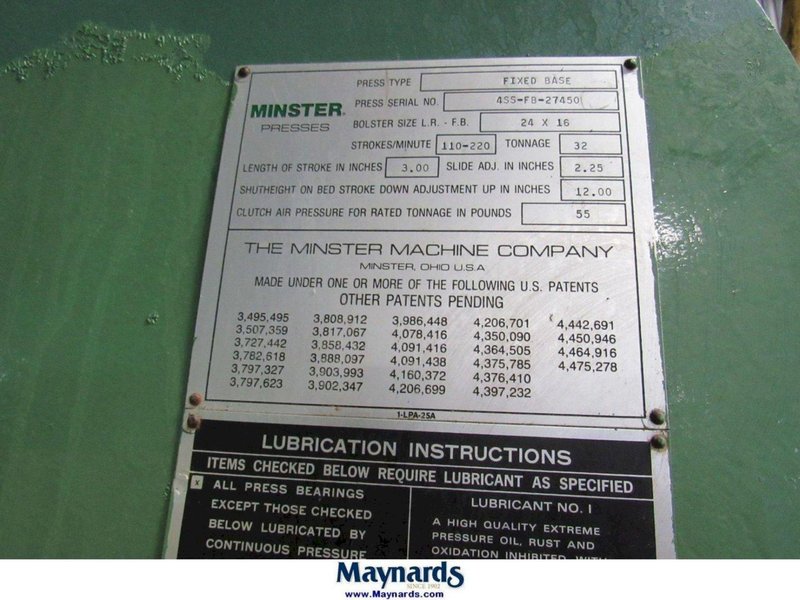 PRESS TYPE FIXED BASE
MINSTER® PRESS SERIAL NO. 4SS-FB-27450
PRESSES BOLSTER SIZE L.R. - F.B. 24 X 16
STROKES/MINUTE 110-220 TONNAGE 32
LENGTH OF STROKE IN INCHES 3.00 SLIDE ADJ. IN INCHES 2.25
SHUTHEIGHT ON BED STROKE DOWN ADJUSTMENT UP IN INCHES 12.00
CLUTCH AIR PRESSURE FOR RATED TONNAGE IN POUNDS 55
THE MINSTER MACHINE COMPANY
MINSTER, OHIO U.S.A
MADE UNDER ONE OR MORE OF THE FOLLOWING U.S. PATENTS
OTHER PATENTS PENDING
3,495,495 3,808,912 3,986,448 4,206,701 4,442,691
3,507,359 3,817,067 4,078,416 4,350,090 4,450,946
3,727,442 3,858,432 4,091,416 4,364,505 4,464,916
3,782,618 3,888,097 4,091,438 4,375,785 4,475,278
3,797,327 3,903,993 4,160,372 4,376,410
3,797,623 3,902,347 4,206,699 4,397,232
1-LPA-25A
LUBRICATION INSTRUCTIONS
ITEMS CHECKED BELOW REQUIRE LUBRICANT AS SPECIFIED
x ALL PRESS BEARINGS
EXCEPT THOSE CHECKED
BELOW LUBRICATED BY
CONTINUOUS PRESSURE
LUBRICANT NO. 1
A HIGH QUALITY EXTREME
PRESSURE OIL, RUST AND
OXIDATION INHIBITED WITH
Maynards
SINCE 1902
www.Maynards.com